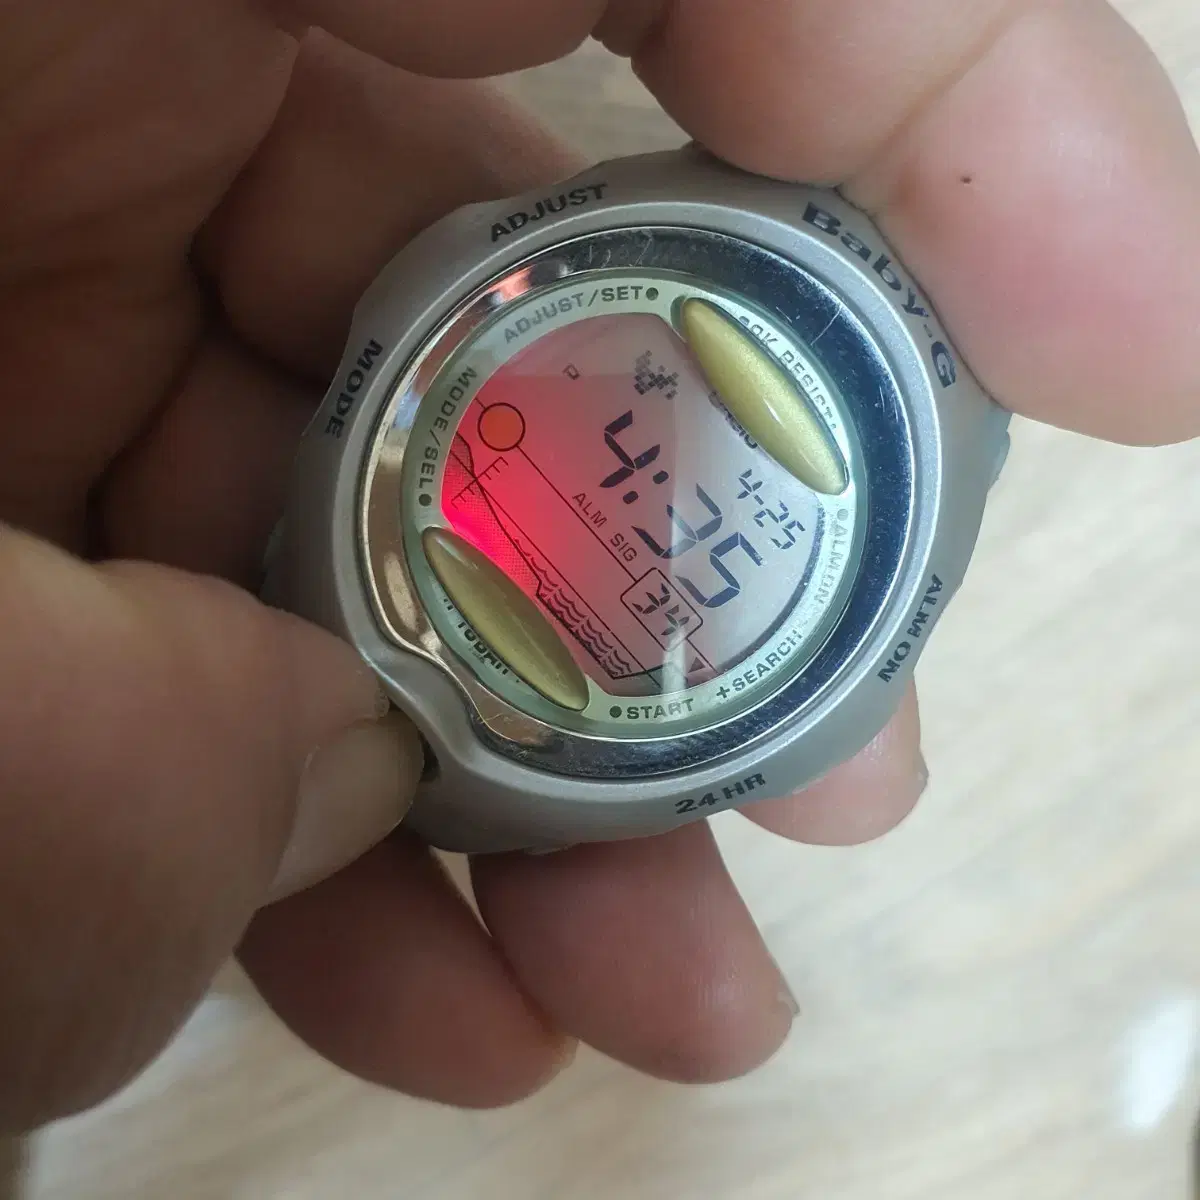 ADJUST
Baby-G
MODE
ALM ON
24 HR
ADJUST/SET
MODE/SEL
ALM ON
+SEARCH
START
P
4-25
4:35
34
ALM SIG
E
E